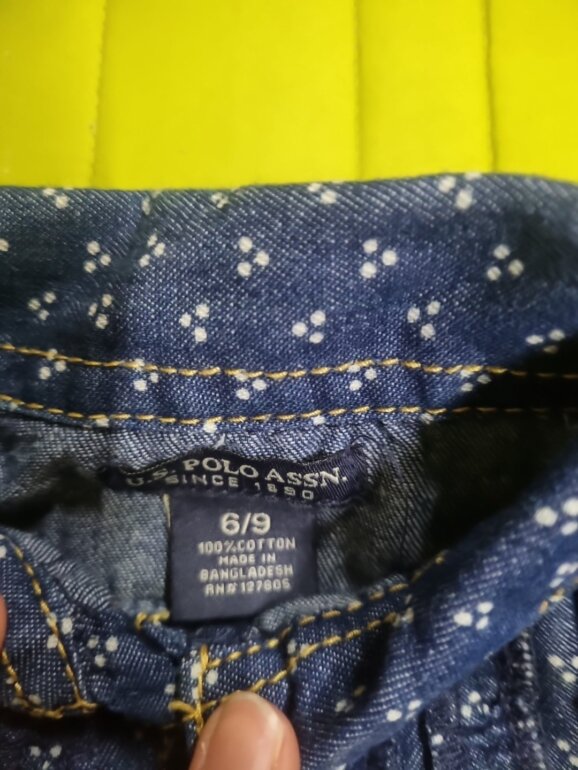 U.S. POLO ASSN.
SINCE 1890
6/9
100% COTTON
MADE IN
BANGLADESH
RN# 127605